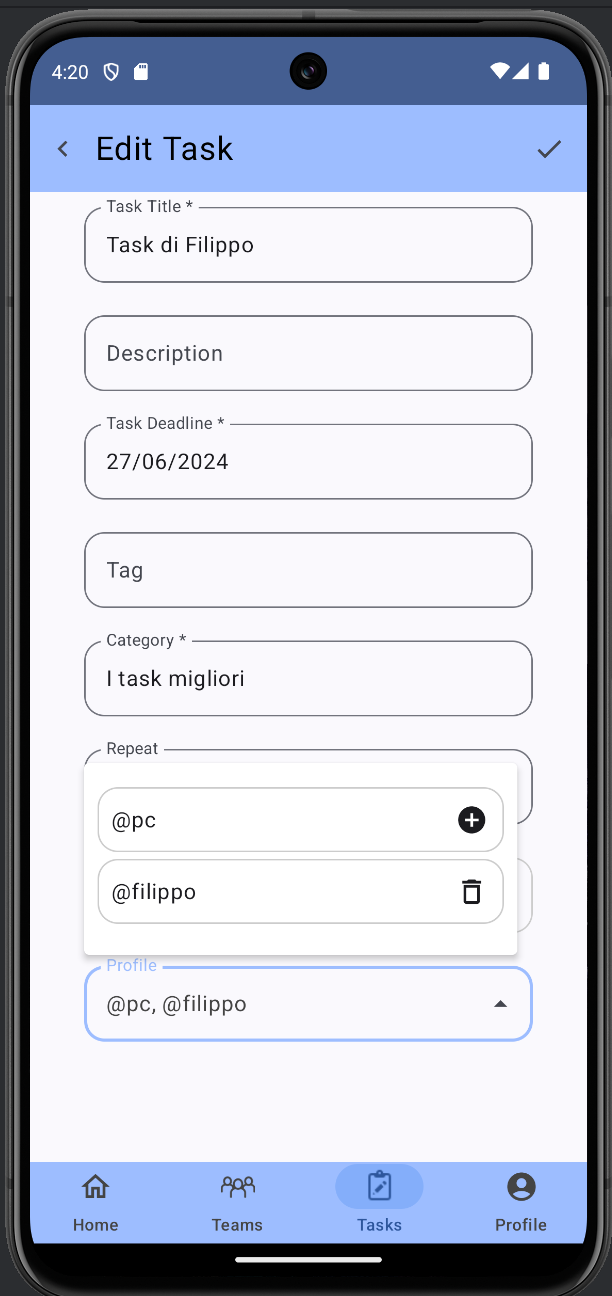 4:20
Edit Task
Task Title *
Task di Filippo
Description
Task Deadline *
27/06/2024
Tag
Category *
I task migliori
Repeat
@pc
@filippo
Profile
@pc, @filippo
Home
Teams
Tasks
Profile